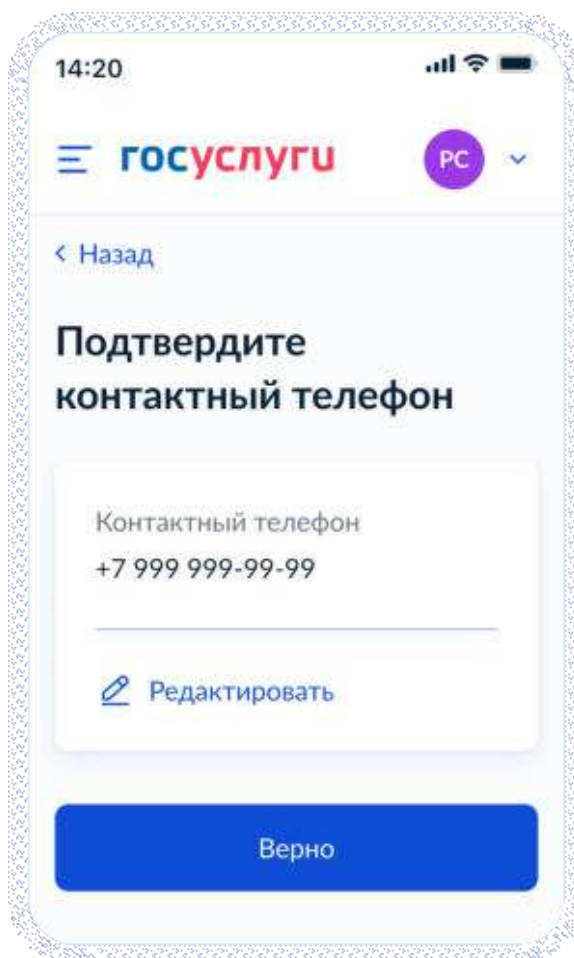 14:20
госуслуги
РС
Назад
Подтвердите
контактный телефон
Контактный телефон
+7 999 999-99-99
Редактировать
Верно